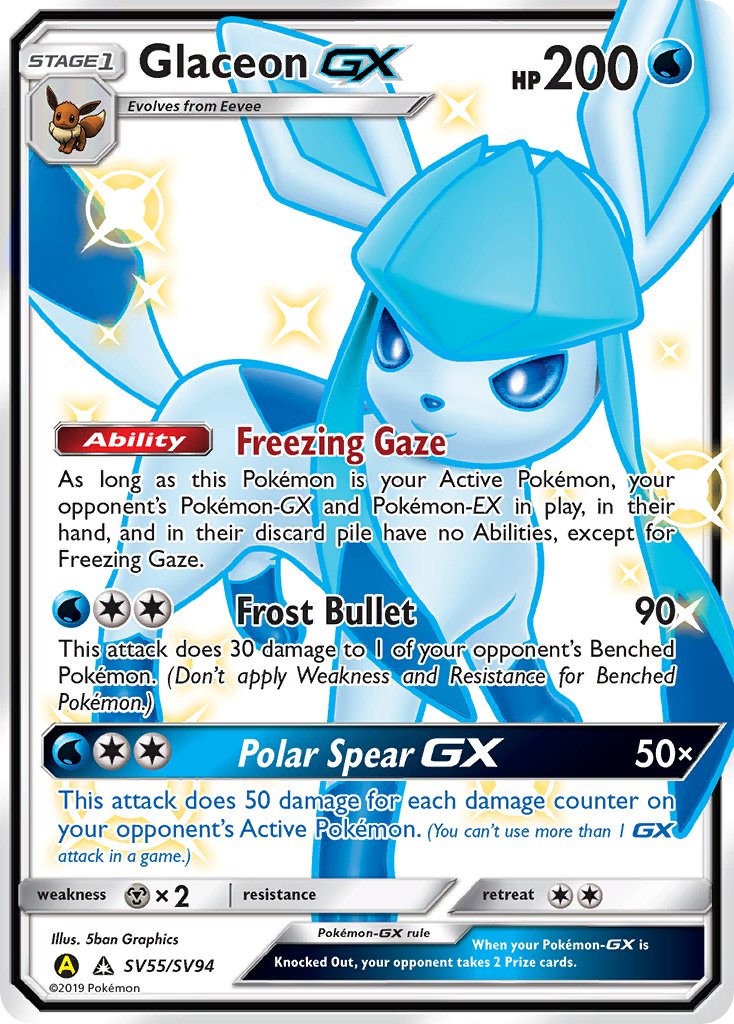 STAGE1 Glaceon GX HP200
Evolves from Eevee
Ability Freezing Gaze
As long as this Pokémon is your Active Pokémon, your
opponent's Pokémon-GX and Pokémon-EX in play, in their
hand, and in their discard pile have no Abilities, except for
Freezing Gaze.
Frost Bullet 90
This attack does 30 damage to 1 of your opponent's Benched
Pokémon. (Don't apply Weakness and Resistance for Benched
Pokémon.)
Polar Spear GX 50×
This attack does 50 damage for each damage counter on
your opponent's Active Pokémon. (You can't use more than 1 GX
attack in a game.)
weakness × 2 resistance retreat
Illus. 5ban Graphics
Pokémon-GX rule
When your Pokémon-GX is
Knocked Out, your opponent takes 2 Prize cards.
A SV55/SV94
©2019 Pokémon